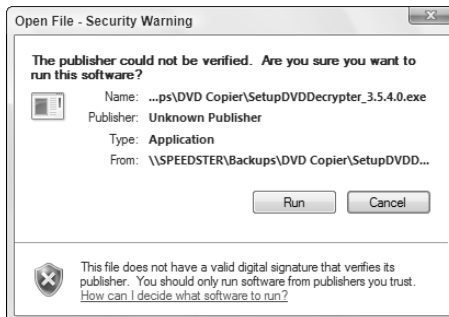 Open File - Security Warning
The publisher could not be verified. Are you sure you want to
run this software?
Name: ...ps\DVD Copier\SetupDVDDecrypter_3.5.4.0.exe
Publisher: Unknown Publisher
Type: Application
From: \\SPEEDSTER\Backups\DVD Copier\SetupDVDD...
Run Cancel
This file does not have a valid digital signature that verifies its
publisher. You should only run software from publishers you trust.
How can I decide what software to run?